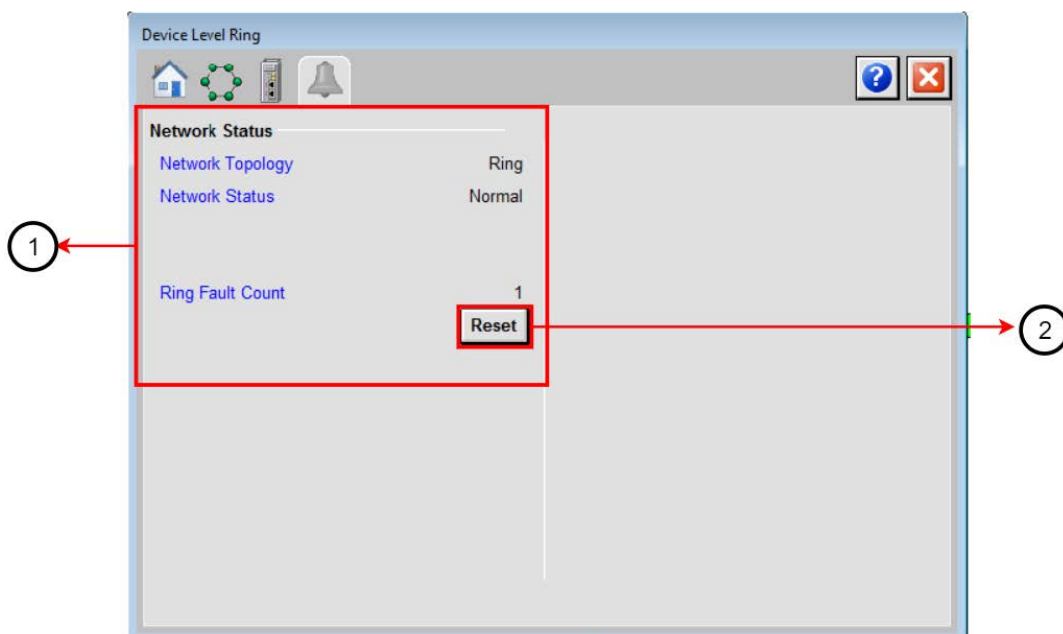 Device Level Ring
?
Network Status
Network Topology Ring
Network Status Normal
1
Ring Fault Count 1
Reset
2